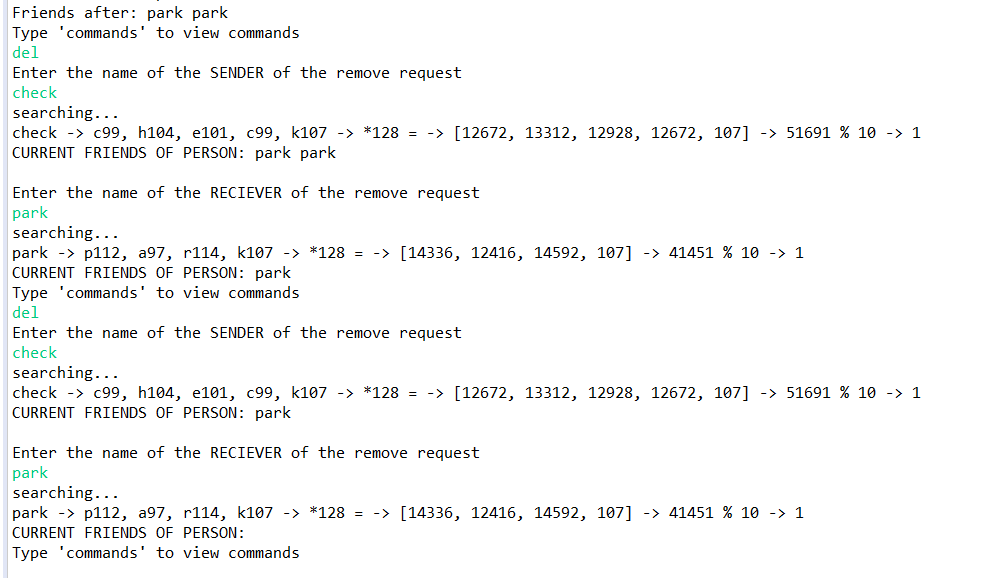 Friends after: park park
Type 'commands' to view commands
del
Enter the name of the SENDER of the remove request
check
searching...
check -> c99, h104, e101, c99, k107 -> *128 = -> [12672, 13312, 12928, 12672, 107] -> 51691 % 10 -> 1
CURRENT FRIENDS OF PERSON: park park
Enter the name of the RECIEVER of the remove request
park
searching...
park -> p112, a97, r114, k107 -> *128 = -> [14336, 12416, 14592, 107] -> 41451 % 10 -> 1
CURRENT FRIENDS OF PERSON: park
Type 'commands' to view commands
del
Enter the name of the SENDER of the remove request
check
searching...
check -> c99, h104, e101, c99, k107 -> *128 = -> [12672, 13312, 12928, 12672, 107] -> 51691 % 10 -> 1
CURRENT FRIENDS OF PERSON: park
Enter the name of the RECIEVER of the remove request
park
searching...
park -> p112, a97, r114, k107 -> *128 = -> [14336, 12416, 14592, 107] -> 41451 % 10 -> 1
CURRENT FRIENDS OF PERSON:
Type 'commands' to view commands